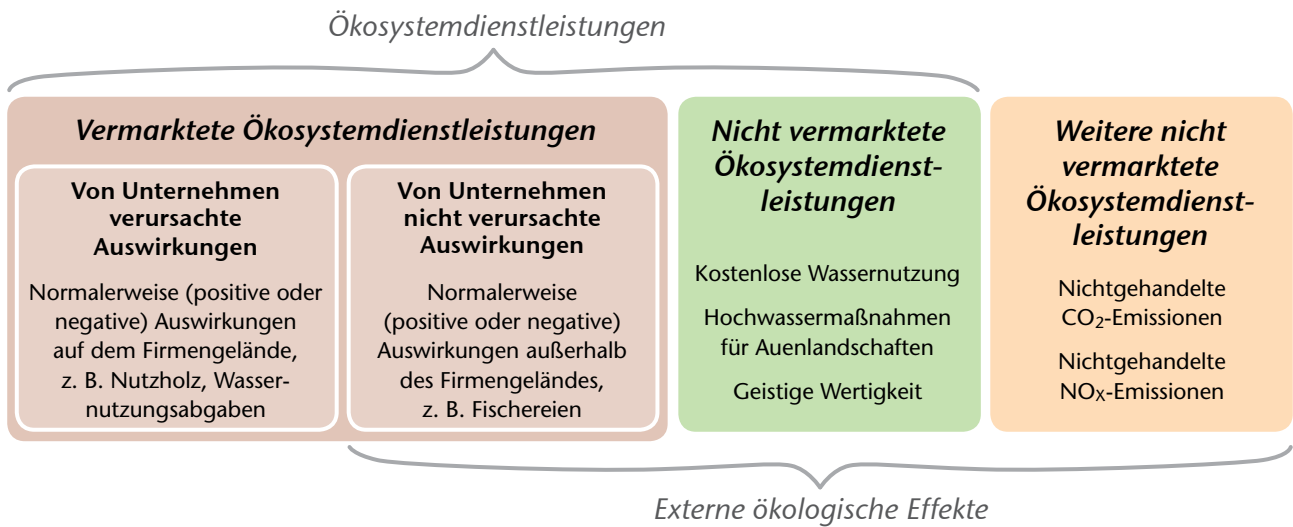 Ökosystemdienstleistungen
Vermarktete Ökosystemdienstleistungen
Von Unternehmen
verursachte
Auswirkungen
Normalerweise (positive oder
negative) Auswirkungen
auf dem Firmengelände,
z. B. Nutzholz, Wasser-
nutzungsabgaben
Von Unternehmen
nicht verursachte
Auswirkungen
Normalerweise
(positive oder negative)
Auswirkungen außerhalb
des Firmengeländes,
z. B. Fischereien
Nicht vermarktete
Ökosystemdienst-
leistungen
Kostenlose Wassernutzung
Hochwassermaßnahmen
für Auenlandschaften
Geistige Wertigkeit
Weitere nicht
vermarktete
Ökosystemdienst-
leistungen
Nichtgehandelte
CO₂-Emissionen
Nichtgehandelte
NOX-Emissionen
Externe ökologische Effekte